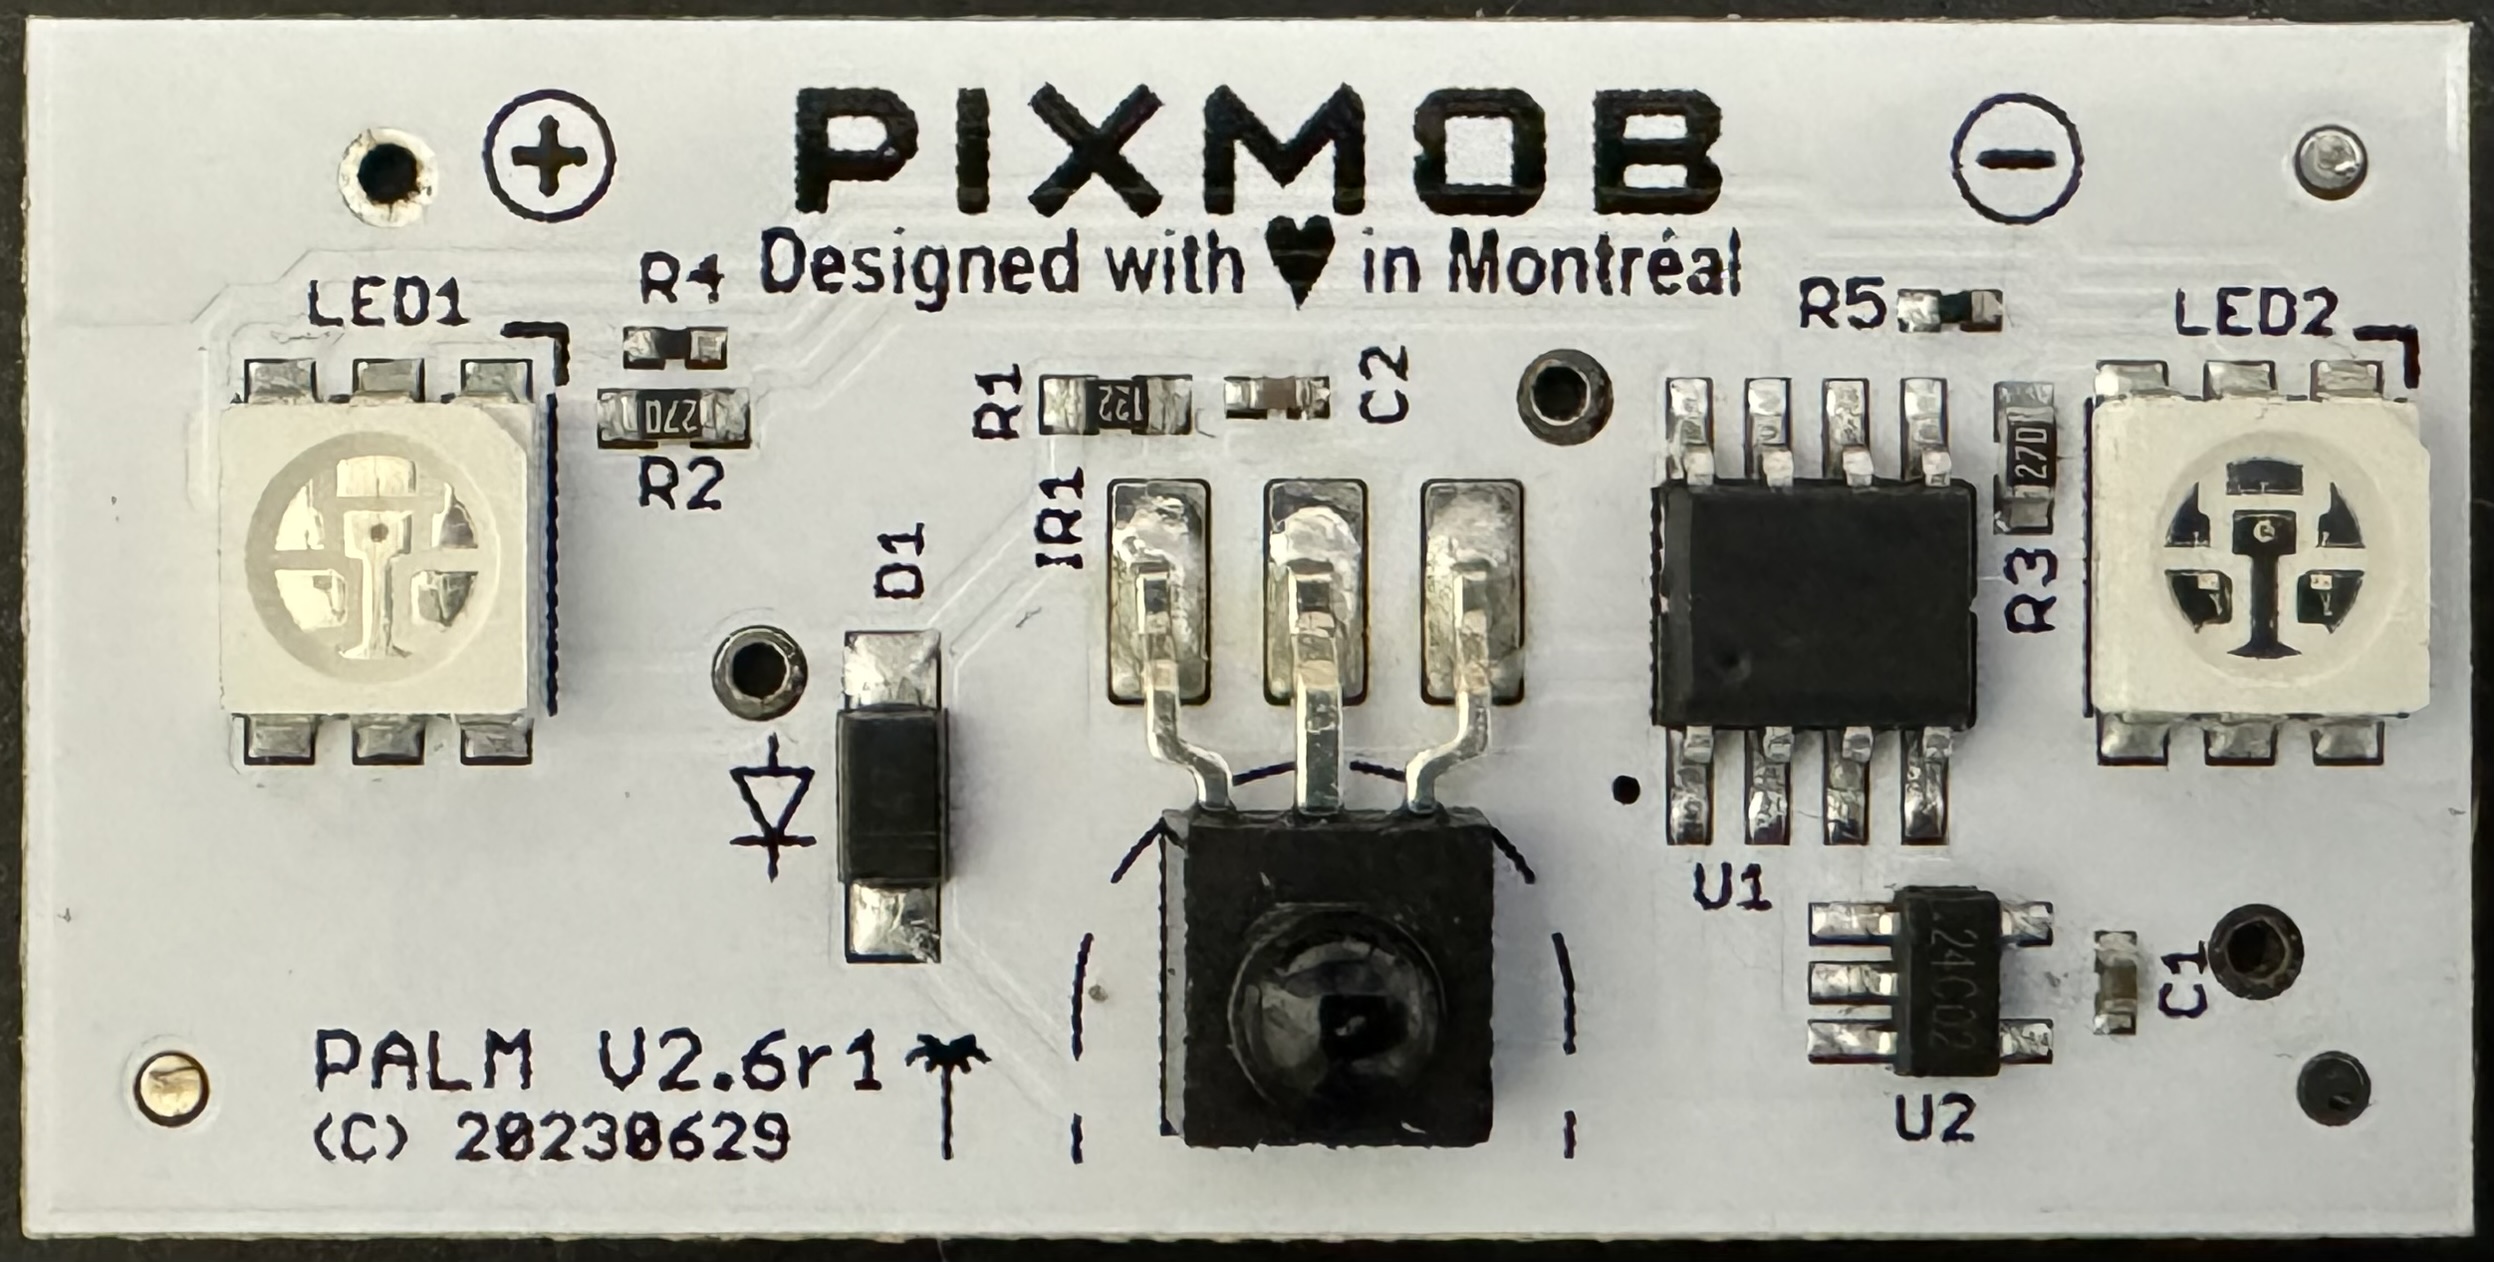 PIXMOB
Designed with ♥ in Montréal
+
-
LED1
R4
270
R2
R1
122
C2
R5
LED2
270
R3
IR1
D1
U1
24C02
U2
C1
PALM V2.6r1
(C) 20230629